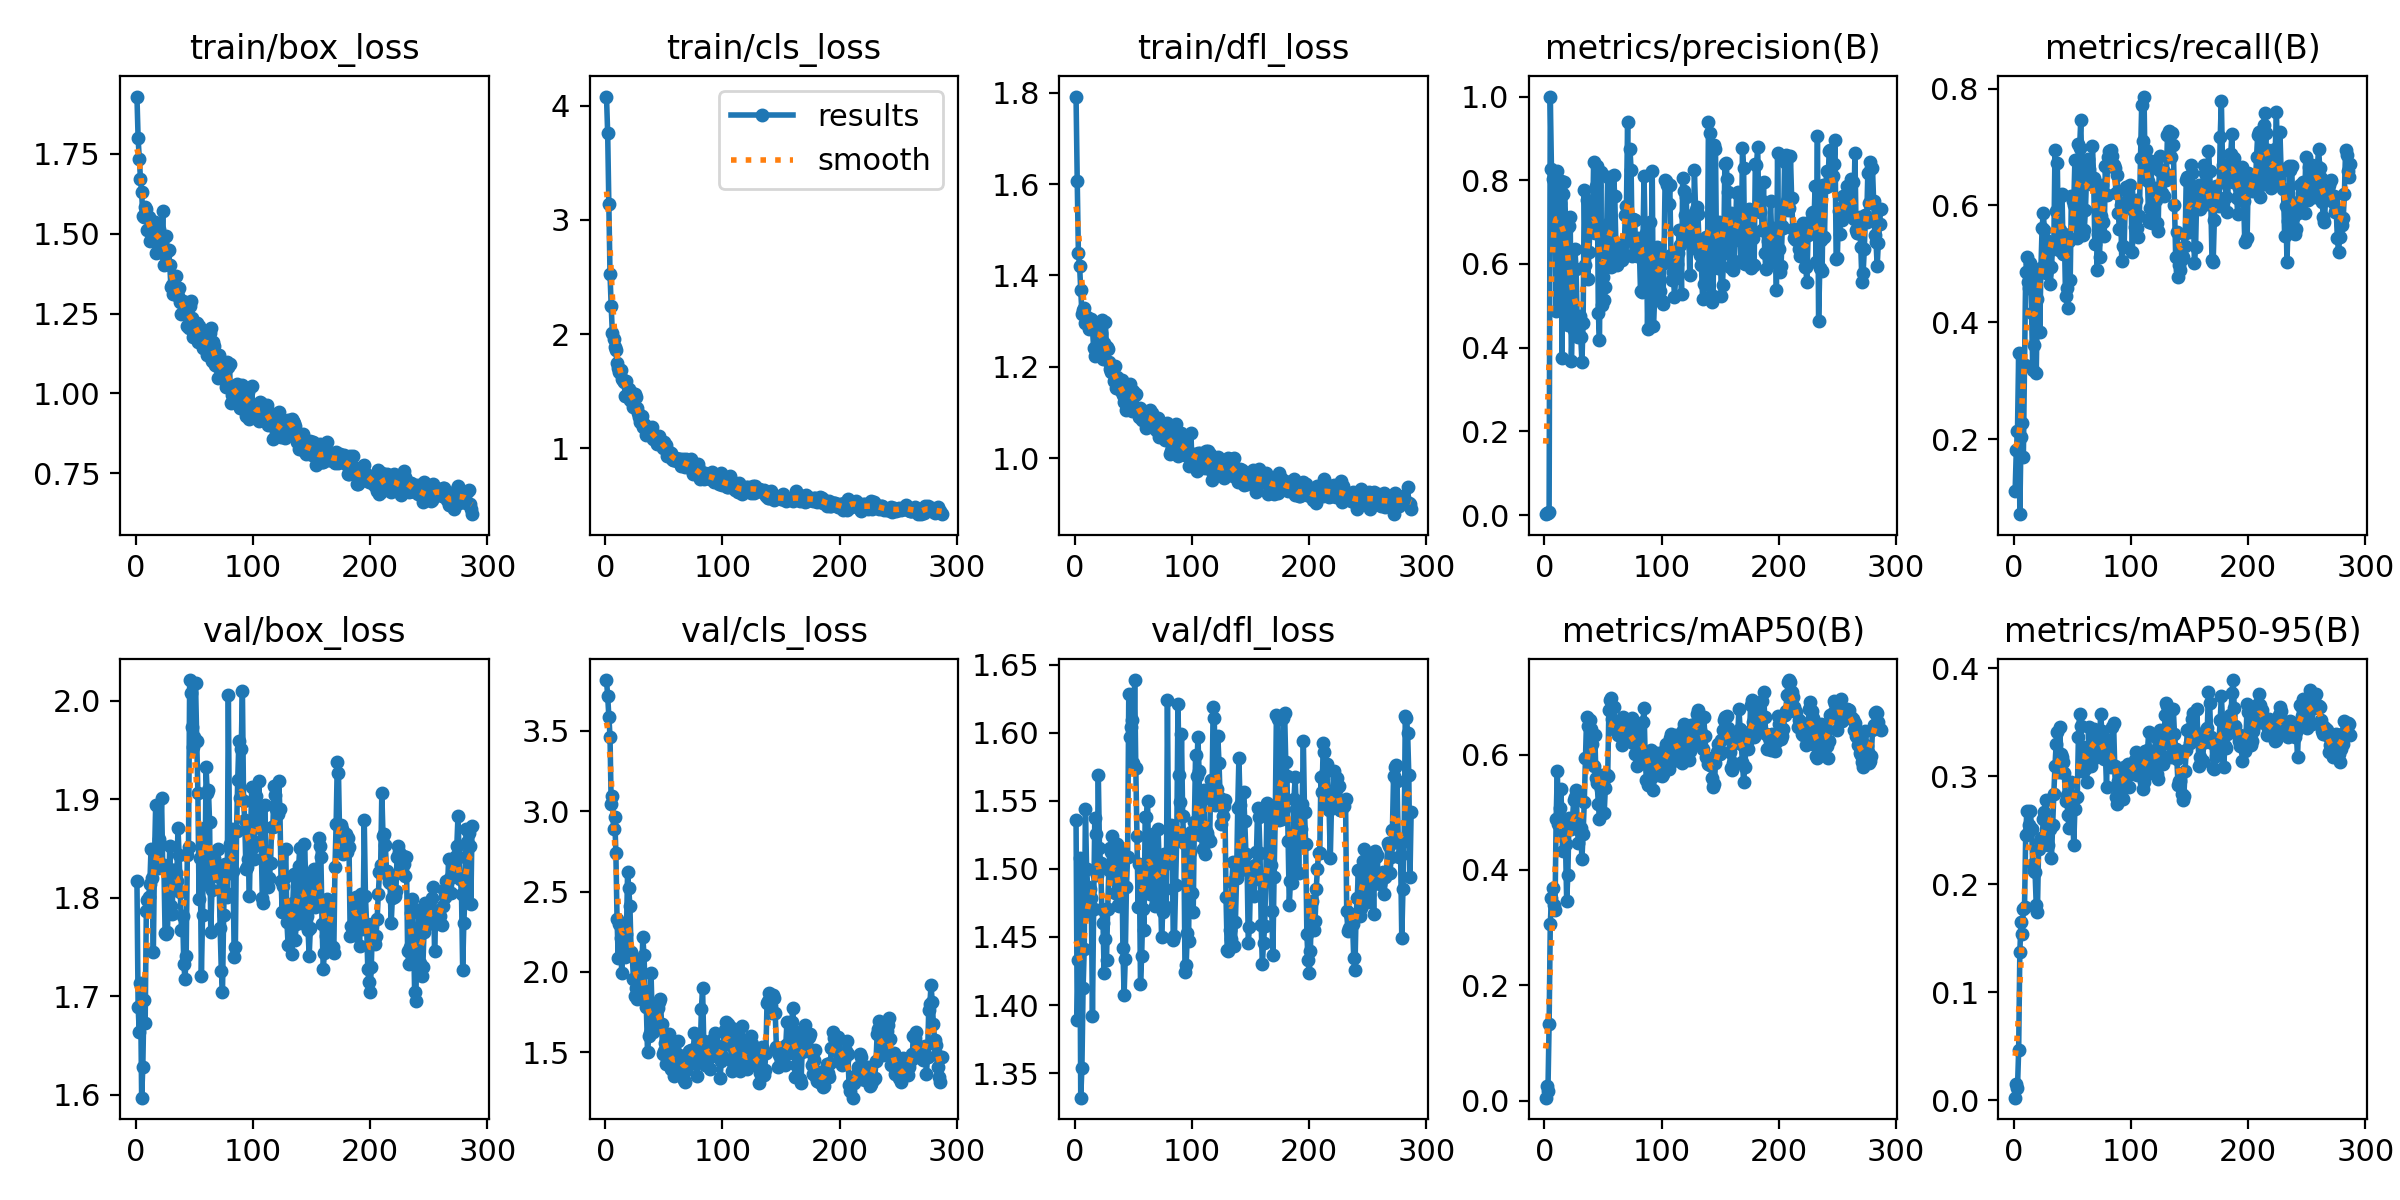 train/box_loss
1.75
1.50
1.25
1.00
0.75
0 100 200 300
train/cls_loss
results
smooth
4
3
2
1
0 100 200 300
train/dfl_loss
1.8
1.6
1.4
1.2
1.0
0 100 200 300
metrics/precision(B)
1.0
0.8
0.6
0.4
0.2
0.0
0 100 200 300
metrics/recall(B)
0.8
0.6
0.4
0.2
0 100 200 300
val/box_loss
2.0
1.9
1.8
1.7
1.6
0 100 200 300
val/cls_loss
3.5
3.0
2.5
2.0
1.5
0 100 200 300
val/dfl_loss
1.65
1.60
1.55
1.50
1.45
1.40
1.35
0 100 200 300
metrics/mAP50(B)
0.6
0.4
0.2
0.0
0 100 200 300
metrics/mAP50-95(B)
0.4
0.3
0.2
0.1
0.0
0 100 200 300